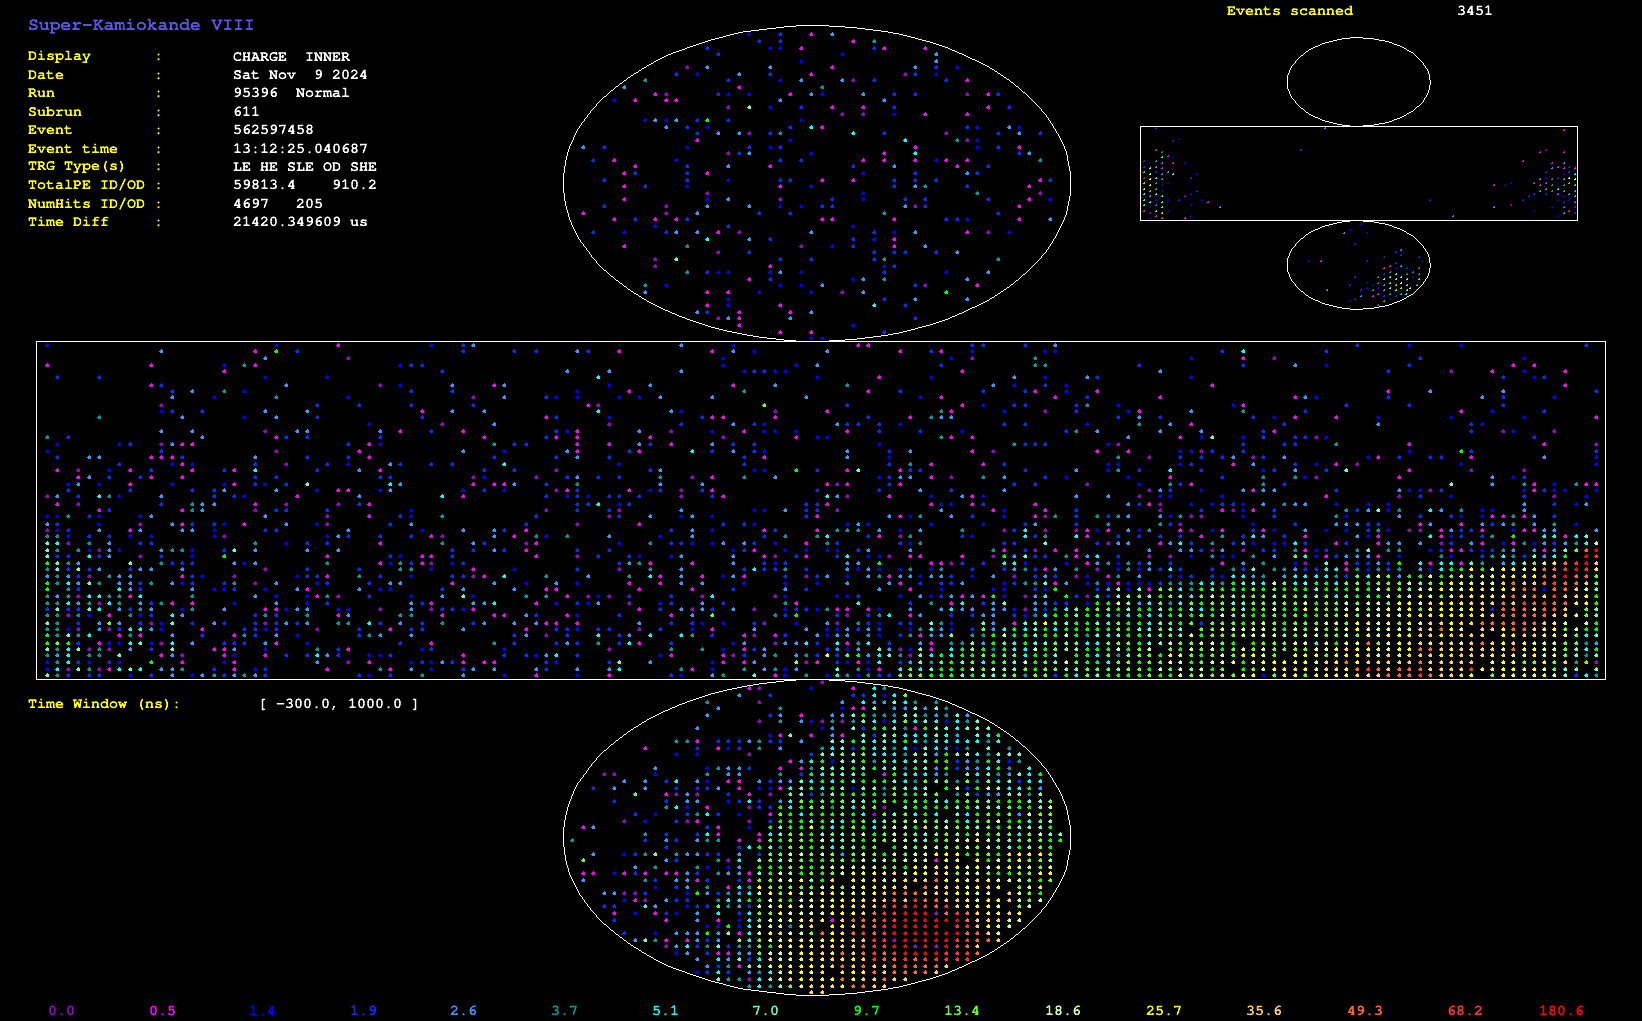 Super-Kamiokande VIII
Events scanned 3451
Display : CHARGE INNER
Date : Sat Nov 9 2024
Run : 95396 Normal
Subrun : 611
Event : 562597458
Event time : 13:12:25.040687
TRG Type(s) : LE HE SLE OD SHE
TotalPE ID/OD : 59813.4 910.2
NumHits ID/OD : 4697 205
Time Diff : 21420.349609 us
Time Window (ns): [ -300.0, 1000.0 ]
0.0 0.5 1.4 1.9 2.6 3.7 5.1 7.0 9.7 13.4 18.6 25.7 35.6 49.3 68.2 180.6